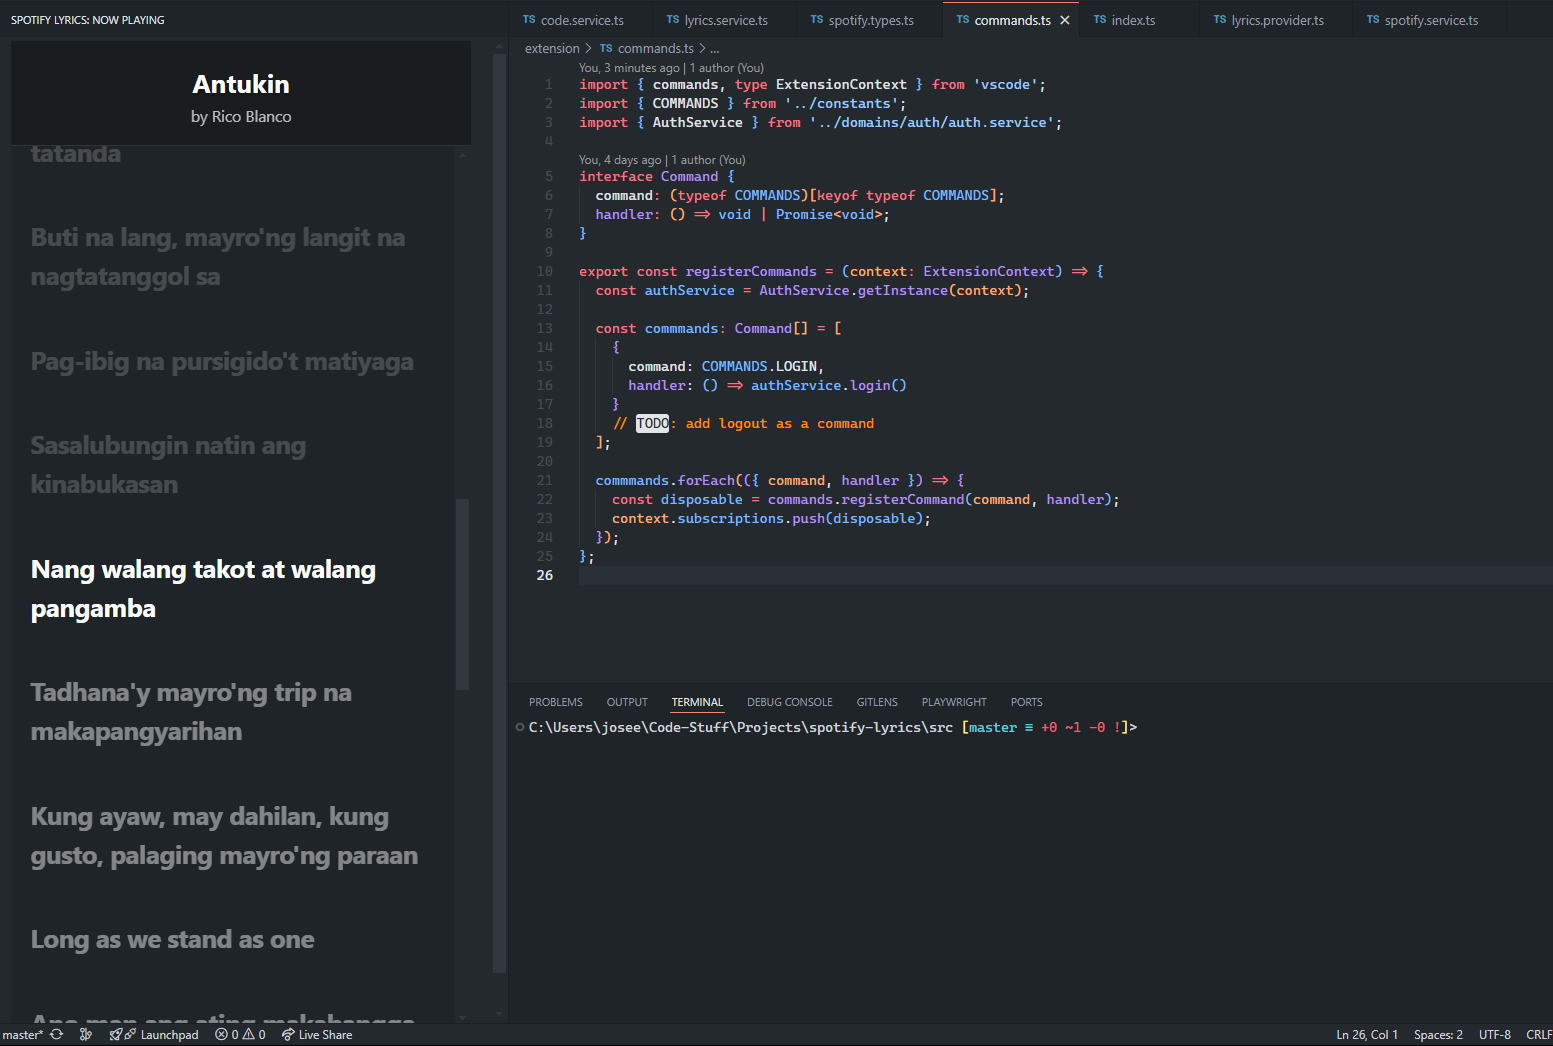 SPOTIFY LYRICS: NOW PLAYING
Antukin
by Rico Blanco
tatanda
Buti na lang, mayro'ng langit na
nagtatanggol sa
Pag-ibig na pursigido't matiyaga
Sasalubungin natin ang
kinabukasan
Nang walang takot at walang
pangamba
Tadhana'y mayro'ng trip na
makapangyarihan
Kung ayaw, may dahilan, kung
gusto, palaging mayro'ng paraan
Long as we stand as one
TS code.service.ts TS lyrics.service.ts TS spotify.types.ts TS commands.ts TS index.ts TS lyrics.provider.ts TS spotify.service.ts
extension > TS commands.ts > ...
You, 3 minutes ago | 1 author (You)
1 import { commands, type ExtensionContext } from 'vscode';
2 import { COMMANDS } from '../constants';
3 import { AuthService } from '../domains/auth/auth.service';
4
You, 4 days ago | 1 author (You)
5 interface Command {
6 command: (typeof COMMANDS)[keyof typeof COMMANDS];
7 handler: () => void | Promise<void>;
8 }
9
10 export const registerCommands = (context: ExtensionContext) => {
11 const authService = AuthService.getInstance(context);
12
13 const commmands: Command[] = [
14 {
15 command: COMMANDS.LOGIN,
16 handler: () => authService.login()
17 }
18 // TODO: add logout as a command
19 ];
20
21 commmands.forEach(({ command, handler }) => {
22 const disposable = commands.registerCommand(command, handler);
23 context.subscriptions.push(disposable);
24 });
25 };
26
PROBLEMS OUTPUT TERMINAL DEBUG CONSOLE GITLENS PLAYWRIGHT PORTS
C:\Users\josee\Code-Stuff\Projects\spotify-lyrics\src [master ≡ +0 ~1 -0 !]>
master* Launchpad 0 0 Live Share Ln 26, Col 1 Spaces: 2 UTF-8 CRLF